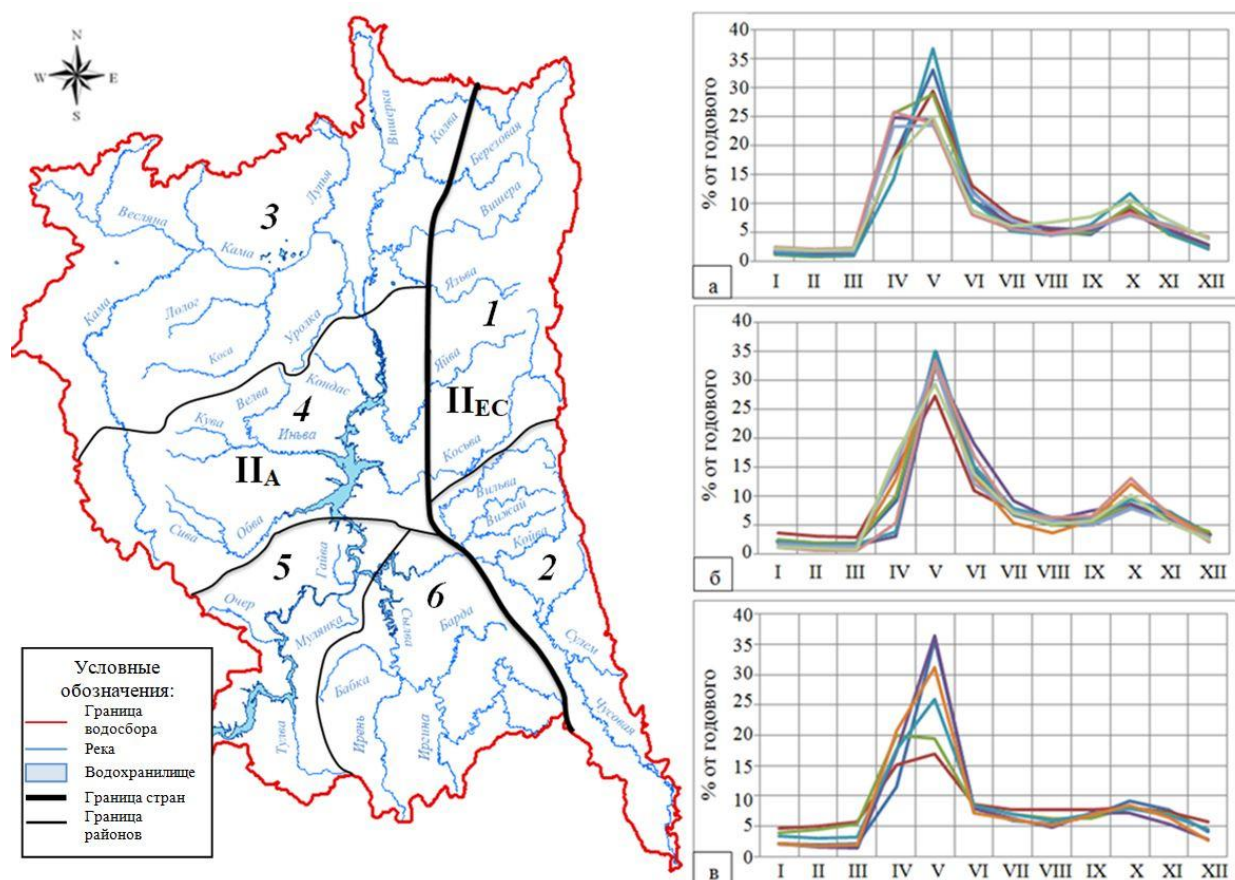 N
W
E
S
Вишерка
Колва
Березовая
Вишера
Весляна
Лупья
3
Кама
Кама
Лолог
Коса
Уролка
Язьва
1
Яйва
II ЕС
Велва
Кондас
4
Кува
Иньва
II А
Косьва
Сива
Обва
Вильва
Вижай
Койва
2
5
Гайва
6
Очер
Мулянка
Сылва
Барда
Сулем
Чусовая
Бабка
Ирень
Иргина
Тулва
Условные
обозначения:
Граница
водосбора
Река
Водохранилище
Граница стран
Граница
районов
% от годового
40
35
30
25
20
15
10
5
0
I II III IV V VI VII VIII IX X XI XII
а
% от годового
40
35
30
25
20
15
10
5
0
I II III IV V VI VII VIII IX X XI XII
б
% от годового
40
35
30
25
20
15
10
5
0
I II III IV V VI VII VIII IX X XI XII
в